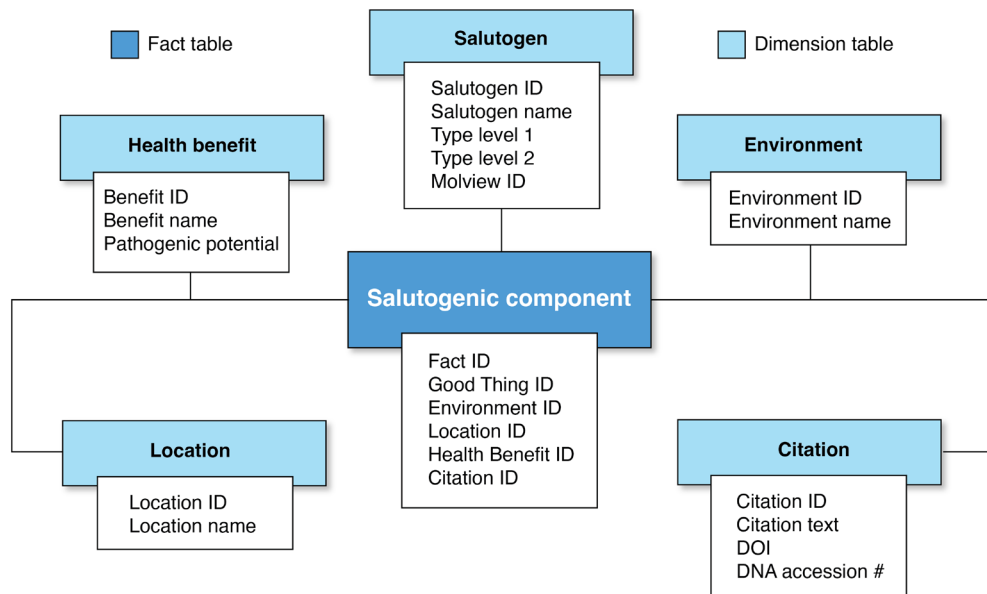 Fact table
Dimension table
Salutogen
Salutogen ID
Salutogen name
Type level 1
Type level 2
Molview ID
Health benefit
Benefit ID
Benefit name
Pathogenic potential
Environment
Environment ID
Environment name
Salutogenic component
Fact ID
Good Thing ID
Environment ID
Location ID
Health Benefit ID
Citation ID
Location
Location ID
Location name
Citation
Citation ID
Citation text
DOI
DNA accession #